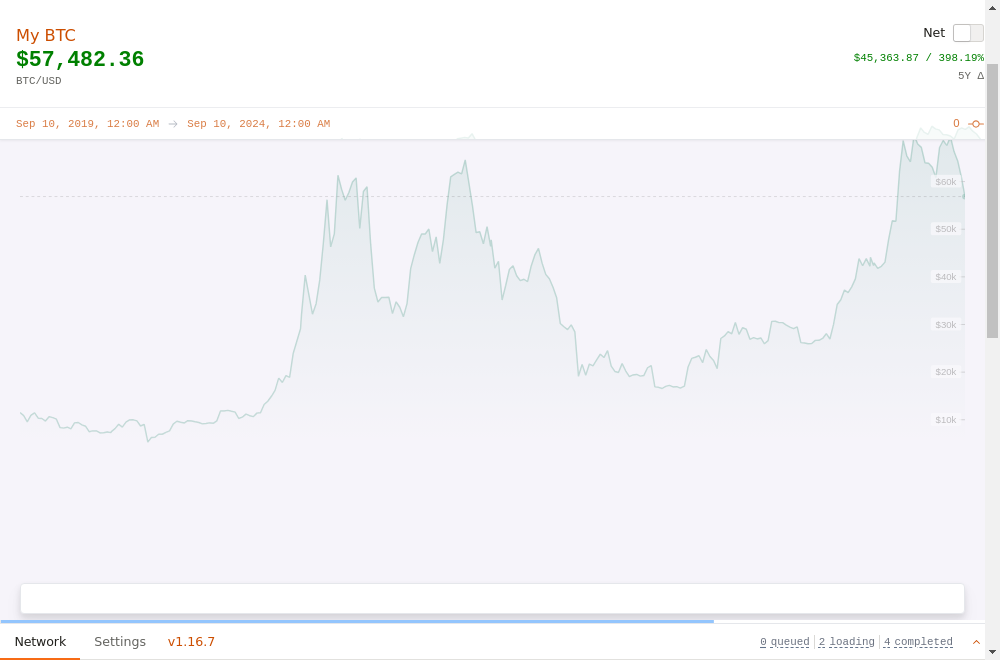 My BTC
Net
$57,482.36
$45,363.87 / 398.19%
BTC/USD
5Y Δ
Sep 10, 2019, 12:00 AM → Sep 10, 2024, 12:00 AM
0
$60k
$50k
$40k
$30k
$20k
$10k
Network Settings v1.16.7
0 queued 2 loading 4 completed